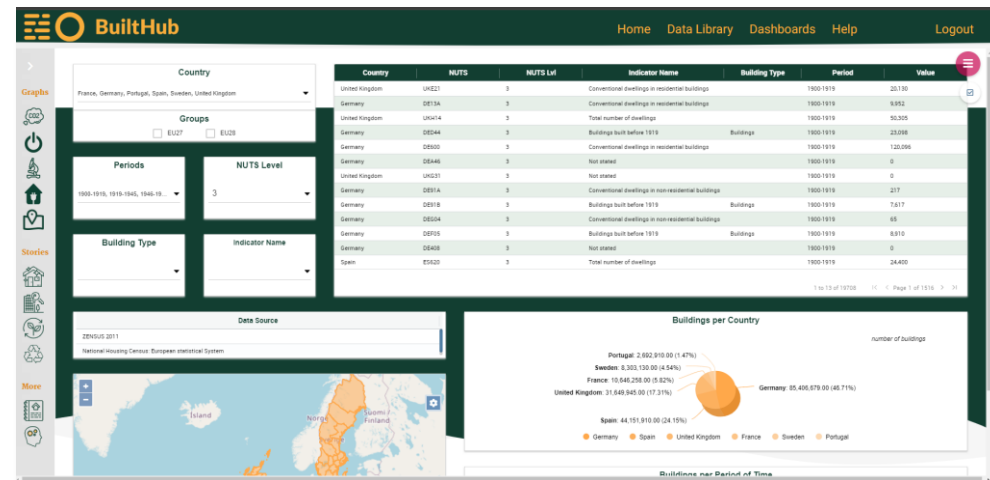 BuiltHub
Home Data Library Dashboards Help Logout
Graphs
CO2
Stories
More
Country
France, Germany, Portugal, Spain, Sweden, United Kingdom
Groups
EU27 EU28
Periods
1900-1919, 1919-1945, 1946-19...
NUTS Level
3
Building Type
Indicator Name
Country NUTS NUTS Lvl Indicator Name Building Type Period Value
United Kingdom UKE21 3 Conventional dwellings in residential buildings 1900-1919 20,130
Germany DE13A 3 Conventional dwellings in residential buildings 1900-1919 9,952
United Kingdom UKH14 3 Total number of dwellings 1900-1919 50,305
Germany DED44 3 Buildings built before 1919 Buildings 1900-1919 23,098
Germany DE600 3 Conventional dwellings in residential buildings 1900-1919 120,096
Germany DEA46 3 Not stated 1900-1919 0
United Kingdom UKG31 3 Not stated 1900-1919 0
Germany DE91A 3 Conventional dwellings in non-residential buildings 1900-1919 217
Germany DE91B 3 Buildings built before 1919 Buildings 1900-1919 7,617
Germany DEG04 3 Conventional dwellings in non-residential buildings 1900-1919 65
Germany DEF05 3 Buildings built before 1919 Buildings 1900-1919 8,910
Germany DE408 3 Not stated 1900-1919 0
Spain ES620 3 Total number of dwellings 1900-1919 24,400
1 to 13 of 19708 Page 1 of 1516
Data Source
ZENSUS 2011
National Housing Census: European statistical System
Ísland
Norge
Suomi /
Finland
Buildings per Country
number of buildings
Portugal: 2,692,910.00 (1.47%)
Sweden: 8,303,130.00 (4.54%)
France: 10,646,258.00 (5.82%)
United Kingdom: 31,649,945.00 (17.31%)
Germany: 85,406,679.00 (46.71%)
Spain: 44,151,910.00 (24.15%)
Germany Spain United Kingdom France Sweden Portugal
Buildings per Period of Time